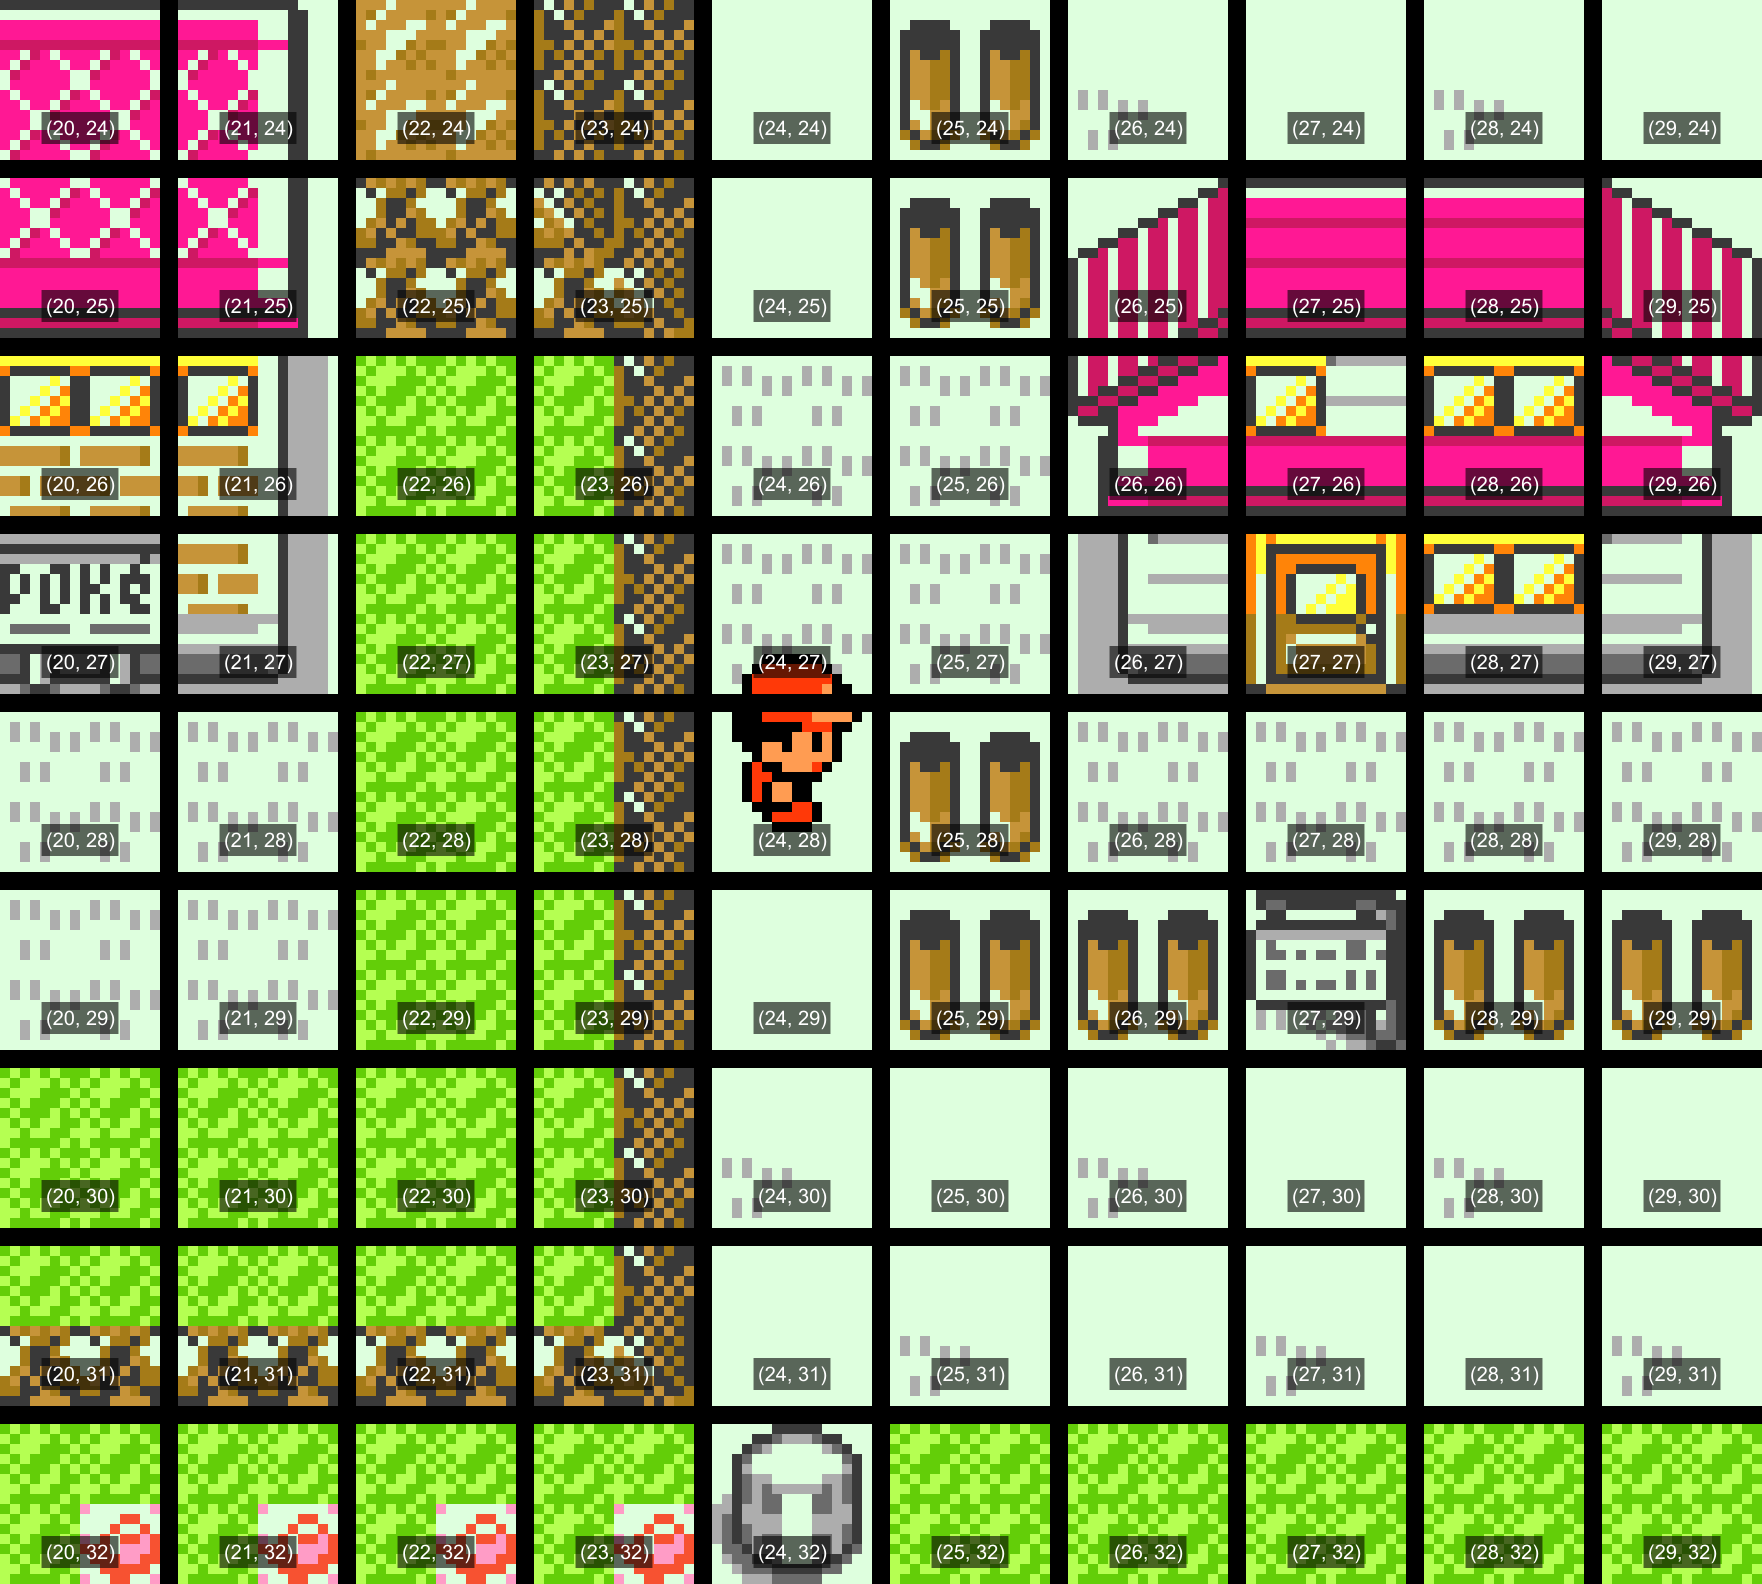 (20, 24) (21, 24) (22, 24) (23, 24) (24, 24) (25, 24) (26, 24) (27, 24) (28, 24) (29, 24)
(20, 25) (21, 25) (22, 25) (23, 25) (24, 25) (25, 25) (26, 25) (27, 25) (28, 25) (29, 25)
(20, 26) (21, 26) (22, 26) (23, 26) (24, 26) (25, 26) (26, 26) (27, 26) (28, 26) (29, 26)
POKé
(20, 27) (21, 27) (22, 27) (23, 27) (24, 27) (25, 27) (26, 27) (27, 27) (28, 27) (29, 27)
(20, 28) (21, 28) (22, 28) (23, 28) (24, 28) (25, 28) (26, 28) (27, 28) (28, 28) (29, 28)
(20, 29) (21, 29) (22, 29) (23, 29) (24, 29) (25, 29) (26, 29) (27, 29) (28, 29) (29, 29)
(20, 30) (21, 30) (22, 30) (23, 30) (24, 30) (25, 30) (26, 30) (27, 30) (28, 30) (29, 30)
(20, 31) (21, 31) (22, 31) (23, 31) (24, 31) (25, 31) (26, 31) (27, 31) (28, 31) (29, 31)
(20, 32) (21, 32) (22, 32) (23, 32) (24, 32) (25, 32) (26, 32) (27, 32) (28, 32) (29, 32)